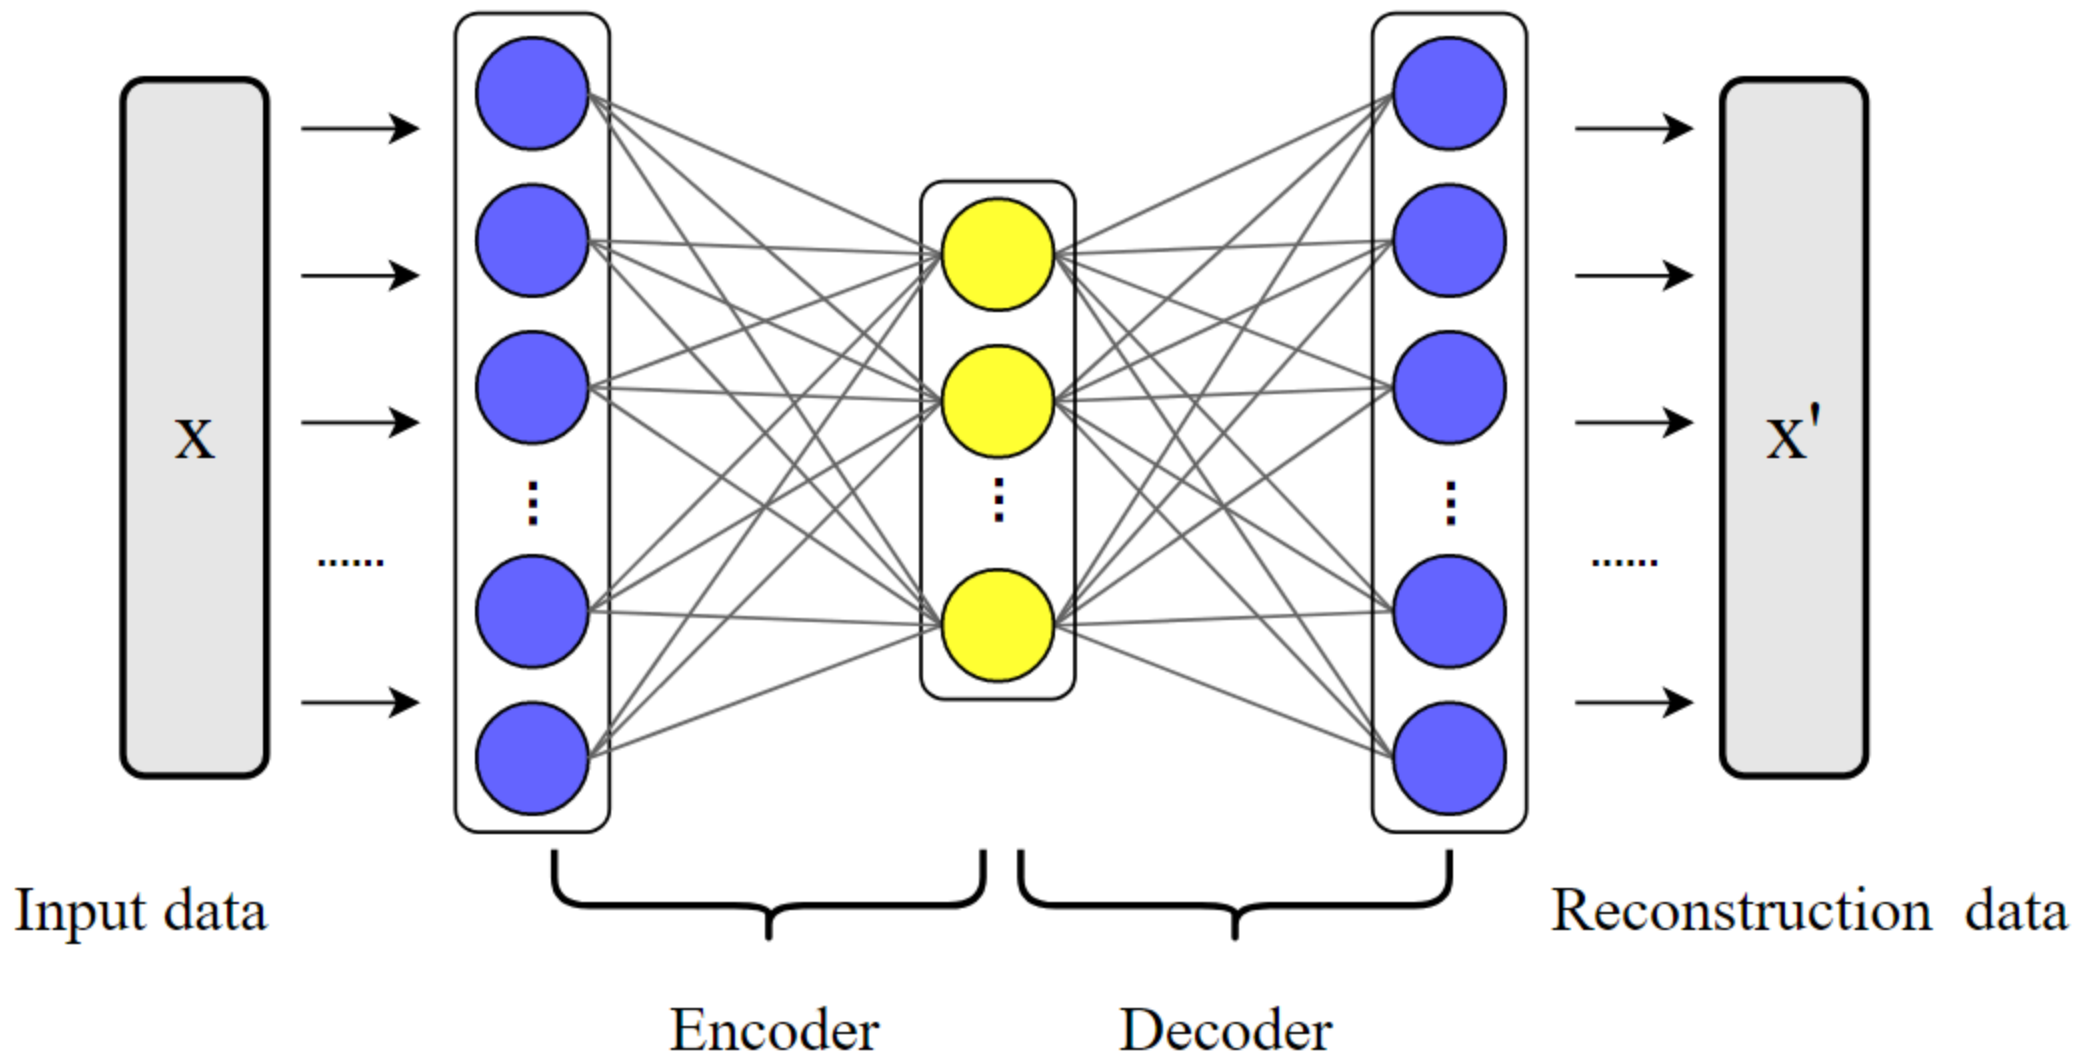 x
x'
Input data
Reconstruction data
Encoder
Decoder